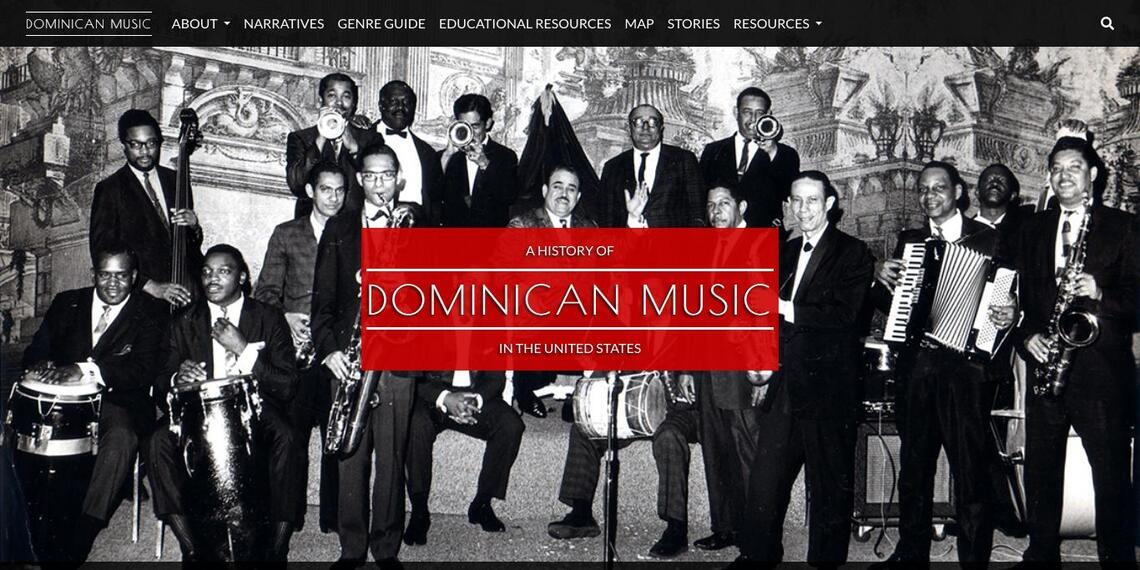 DOMINICAN MUSIC ABOUT NARRATIVES GENRE GUIDE EDUCATIONAL RESOURCES MAP STORIES RESOURCES
A HISTORY OF
DOMINICAN MUSIC
IN THE UNITED STATES